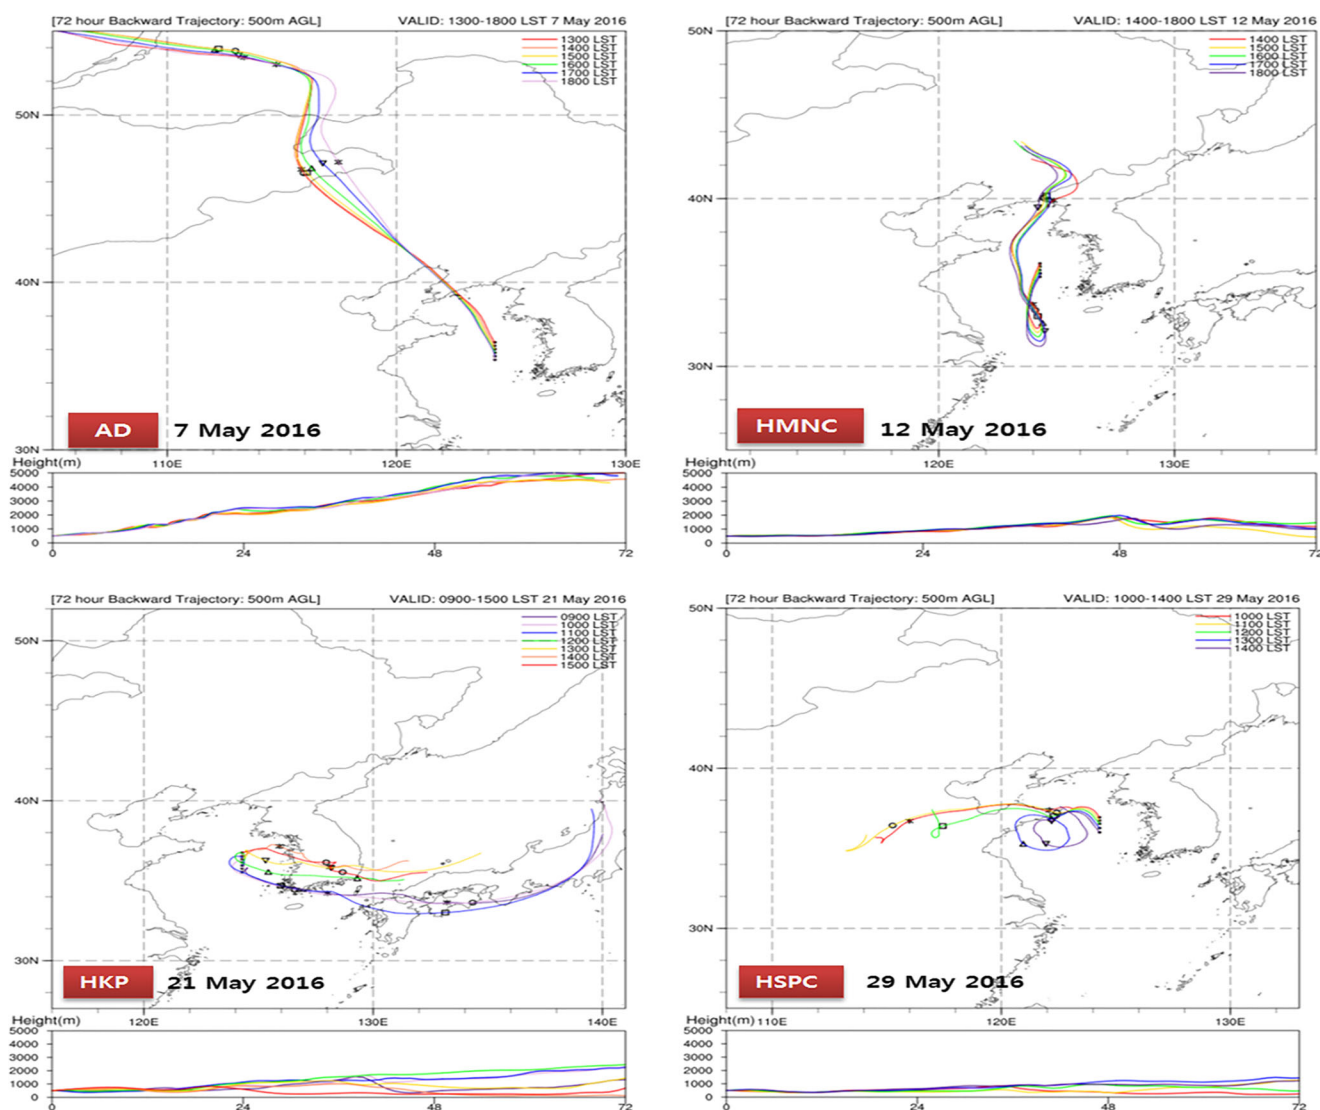 [72 hour Backward Trajectory: 500m AGL] VALID: 1300-1800 LST 7 May 2016
1300 LST
1400 LST
1500 LST
1600 LST
1700 LST
1800 LST
50N
40N
30N
110E 120E 130E
AD 7 May 2016
Height(m)
5000
4000
3000
2000
1000
0
0 24 48 72
[72 hour Backward Trajectory: 500m AGL] VALID: 1400-1800 LST 12 May 2016
1400 LST
1500 LST
1600 LST
1700 LST
1800 LST
50N
40N
30N
120E 130E
HMNC 12 May 2016
Height(m)
5000
4000
3000
2000
1000
0
0 24 48 72
[72 hour Backward Trajectory: 500m AGL] VALID: 0900-1500 LST 21 May 2016
0900 LST
1000 LST
1100 LST
1200 LST
1300 LST
1400 LST
1500 LST
50N
40N
30N
120E 130E 140E
HKP 21 May 2016
Height(m)
5000
4000
3000
2000
1000
0
0 24 48 72
[72 hour Backward Trajectory: 500m AGL] VALID: 1000-1400 LST 29 May 2016
1000 LST
1100 LST
1200 LST
1300 LST
1400 LST
50N
40N
30N
110E 120E 130E
HSPC 29 May 2016
Height(m)
5000
4000
3000
2000
1000
0
0 24 48 72